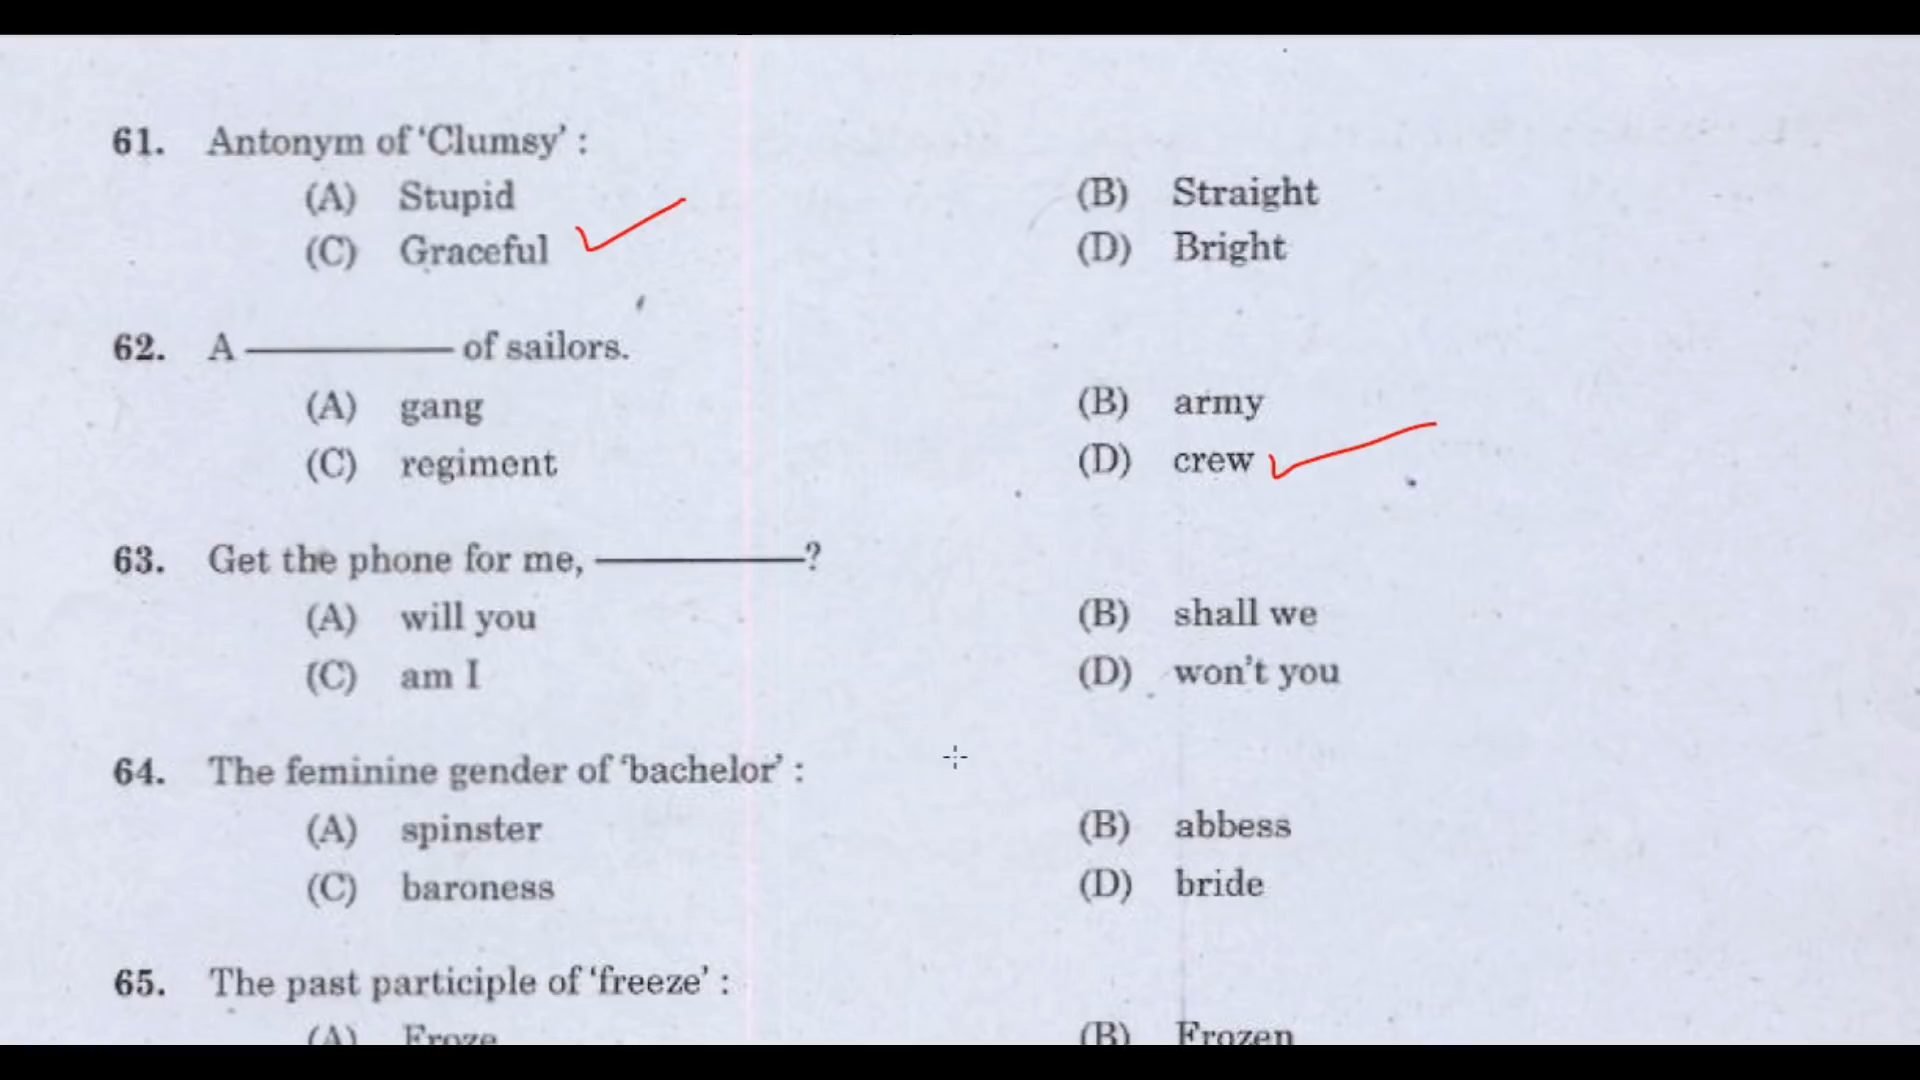 61. Antonym of ‘Clumsy’ :
(A) Stupid (B) Straight
(C) Graceful (D) Bright
62. A ———— of sailors.
(A) gang (B) army
(C) regiment (D) crew
63. Get the phone for me, ————?
(A) will you (B) shall we
(C) am I (D) won’t you
64. The feminine gender of ‘bachelor’ :
(A) spinster (B) abbess
(C) baroness (D) bride
65. The past participle of ‘freeze’ :
(A) Froze (B) Frozen